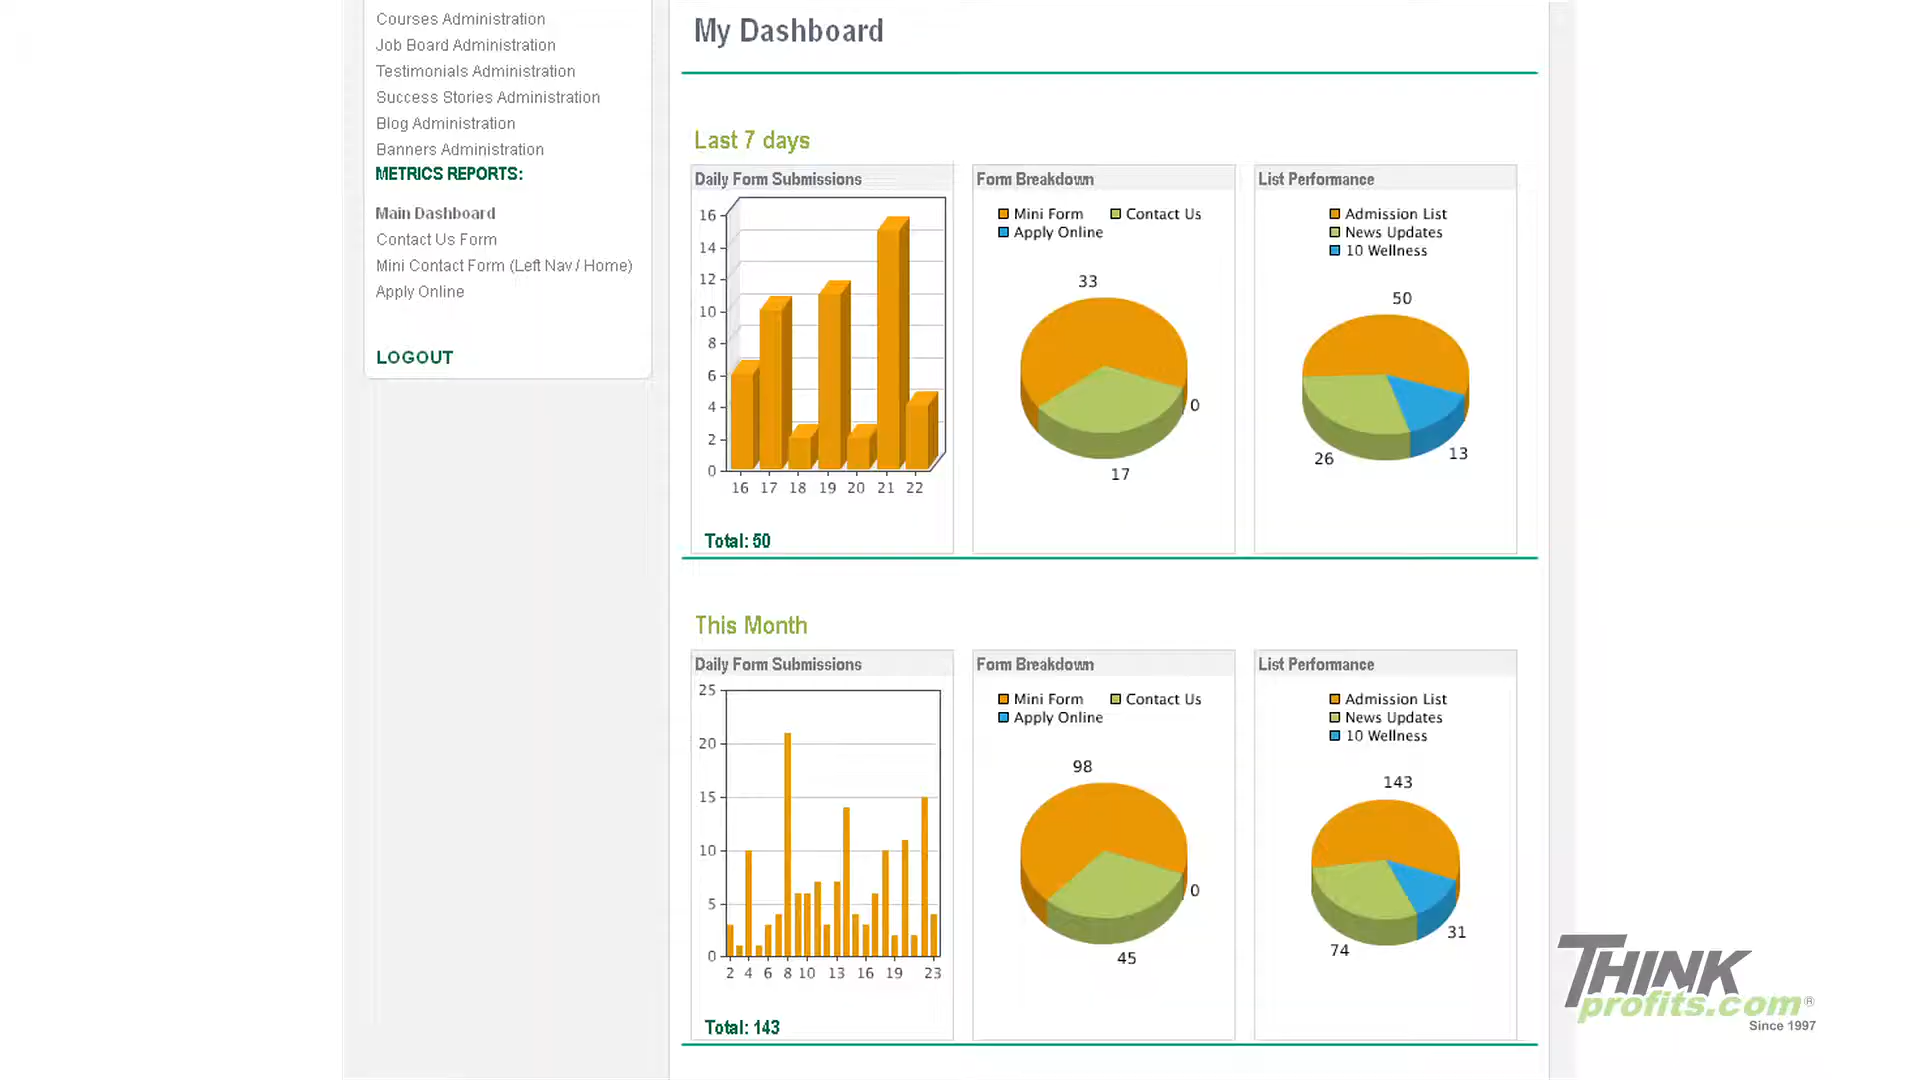 Courses Administration
Job Board Administration
Testimonials Administration
Success Stories Administration
Blog Administration
Banners Administration
METRICS REPORTS:
Main Dashboard
Contact Us Form
Mini Contact Form (Left Nav / Home)
Apply Online
LOGOUT
My Dashboard
Last 7 days
Daily Form Submissions
16
14
12
10
8
6
4
2
0
16 17 18 19 20 21 22
Total: 50
Form Breakdown
Mini Form Contact Us
Apply Online
33
0
17
List Performance
Admission List
News Updates
10 Wellness
50
26
13
This Month
Daily Form Submissions
25
20
15
10
5
0
2 4 6 8 10 13 16 19 23
Total: 143
Form Breakdown
Mini Form Contact Us
Apply Online
98
0
45
List Performance
Admission List
News Updates
10 Wellness
143
74
31
THINK
profits.com®
Since 1997